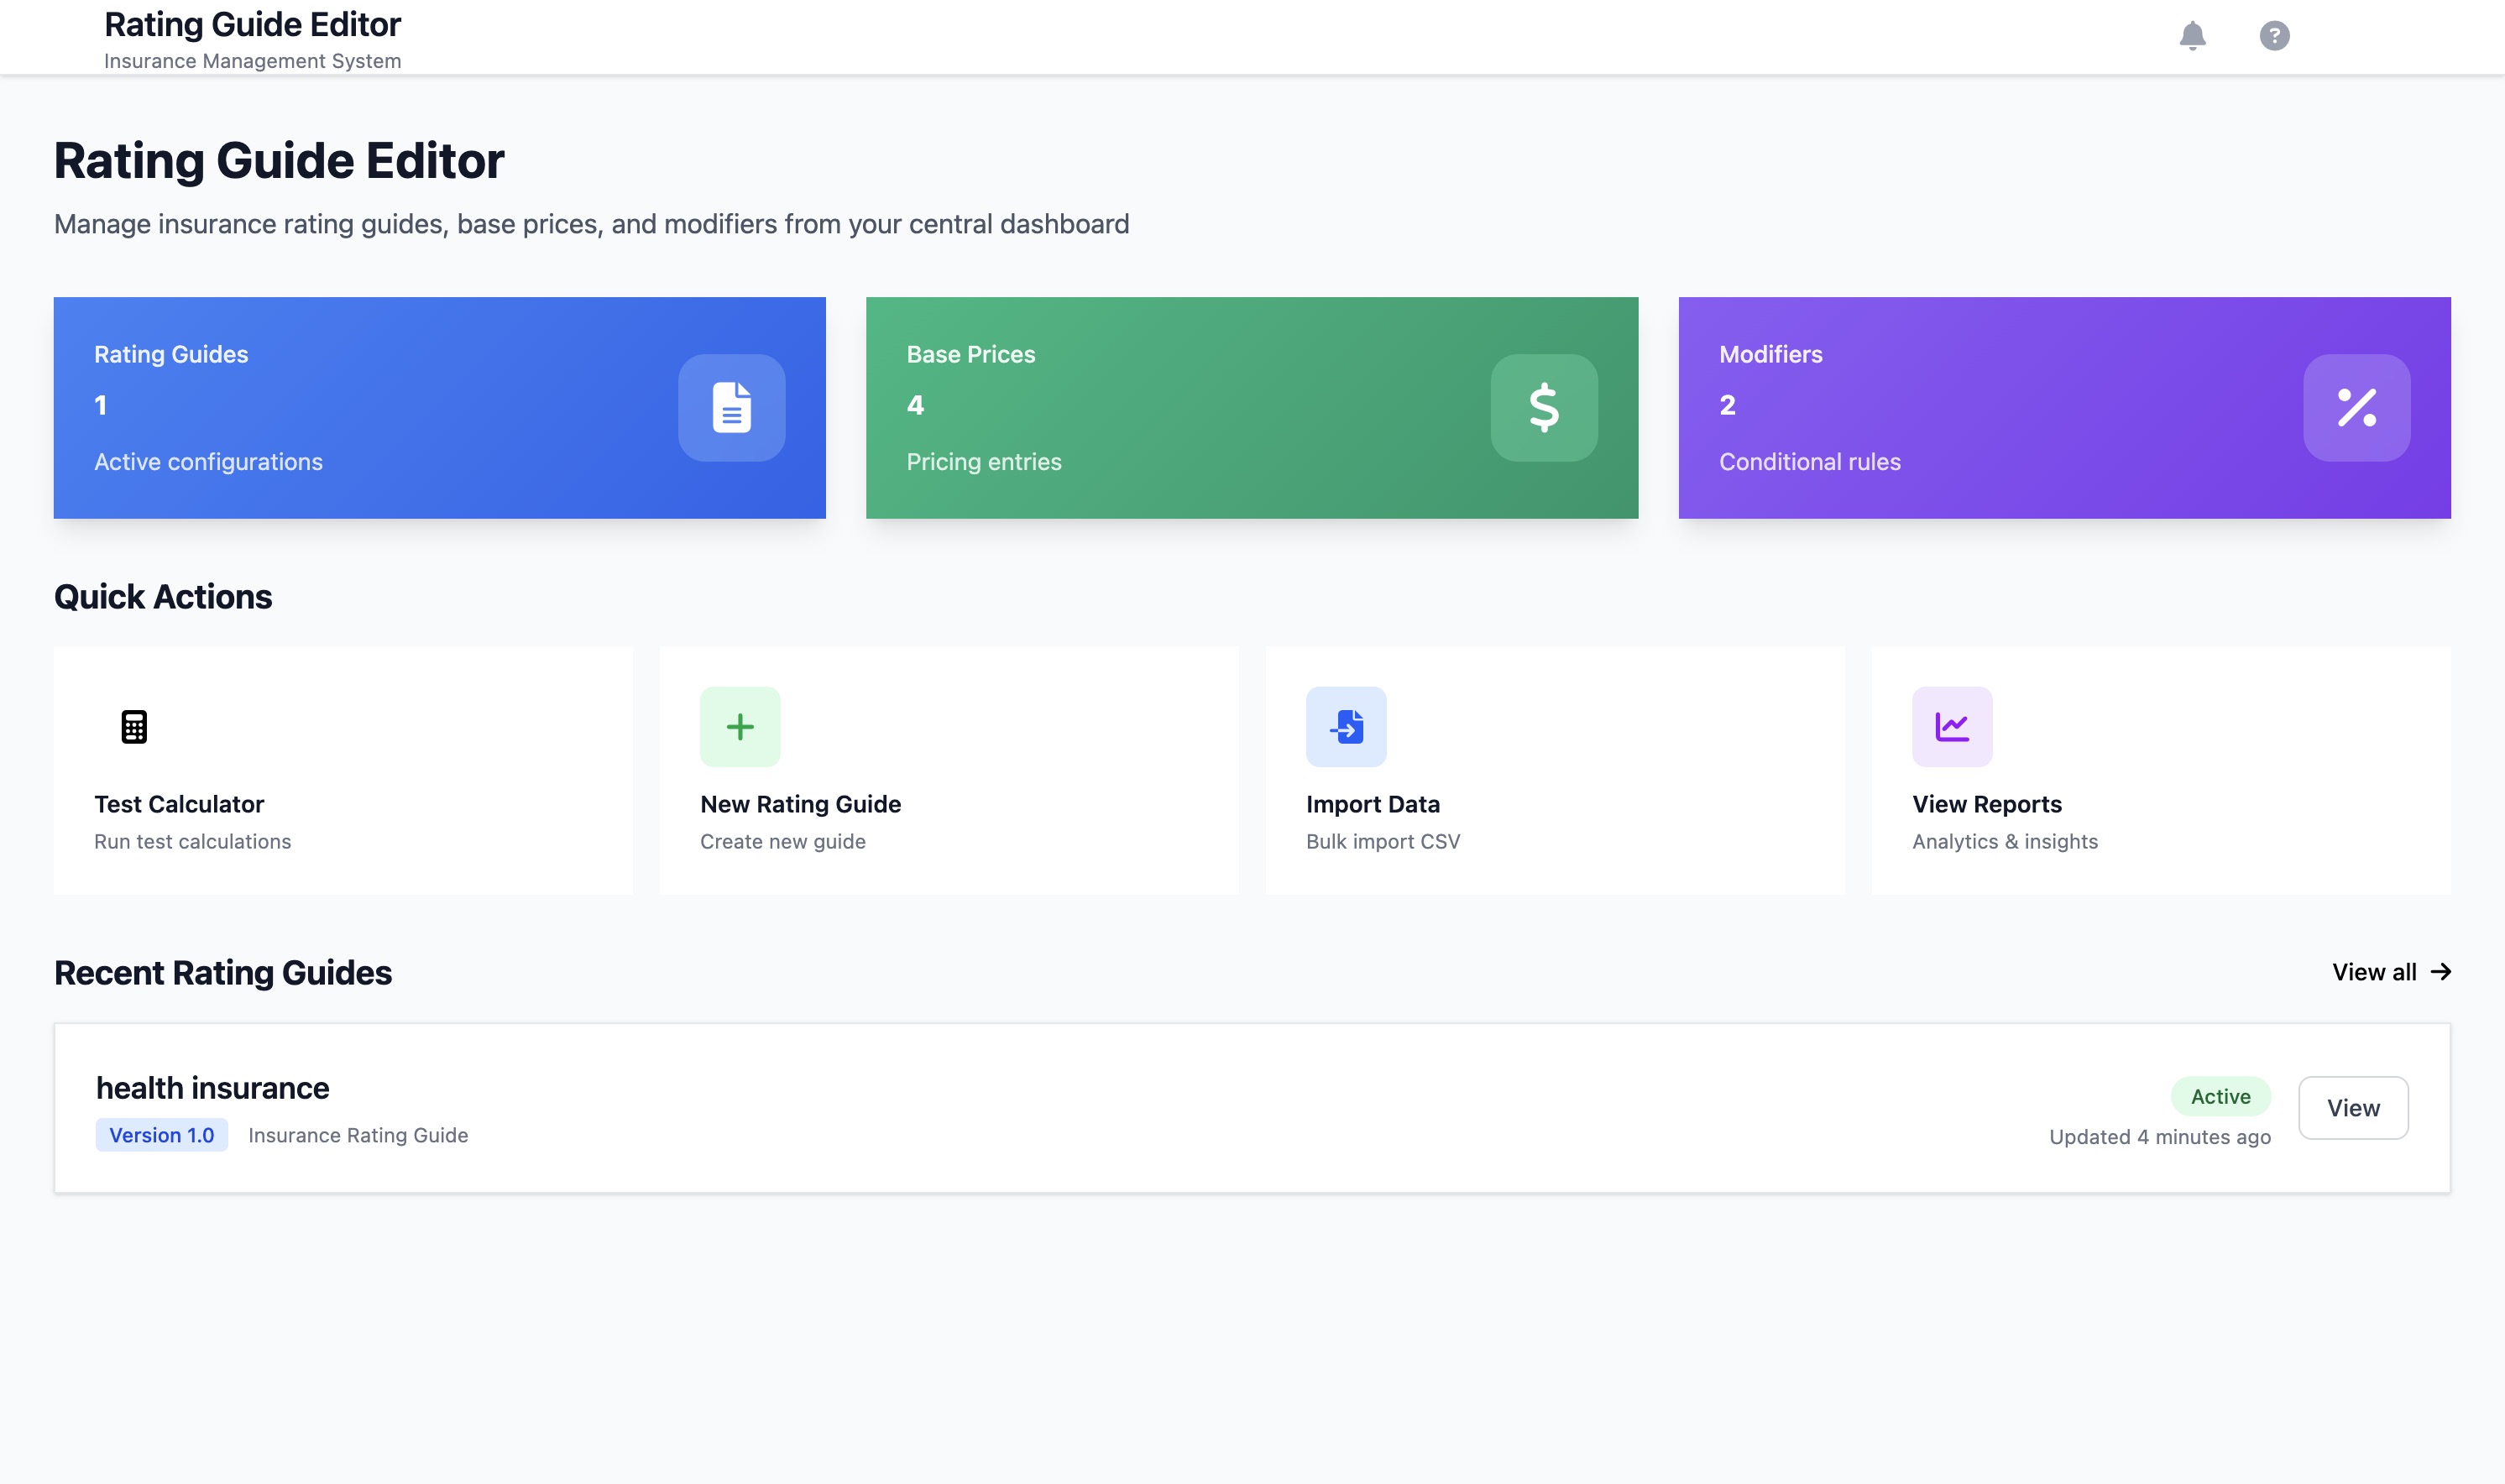 Rating Guide Editor
Insurance Management System
?
Rating Guide Editor
Manage insurance rating guides, base prices, and modifiers from your central dashboard
Rating Guides
1
Active configurations
Base Prices
4
Pricing entries
$
Modifiers
2
Conditional rules
%
Quick Actions
Test Calculator
Run test calculations
New Rating Guide
Create new guide
Import Data
Bulk import CSV
View Reports
Analytics & insights
Recent Rating Guides
View all →
health insurance
Version 1.0 Insurance Rating Guide
Active
Updated 4 minutes ago
View